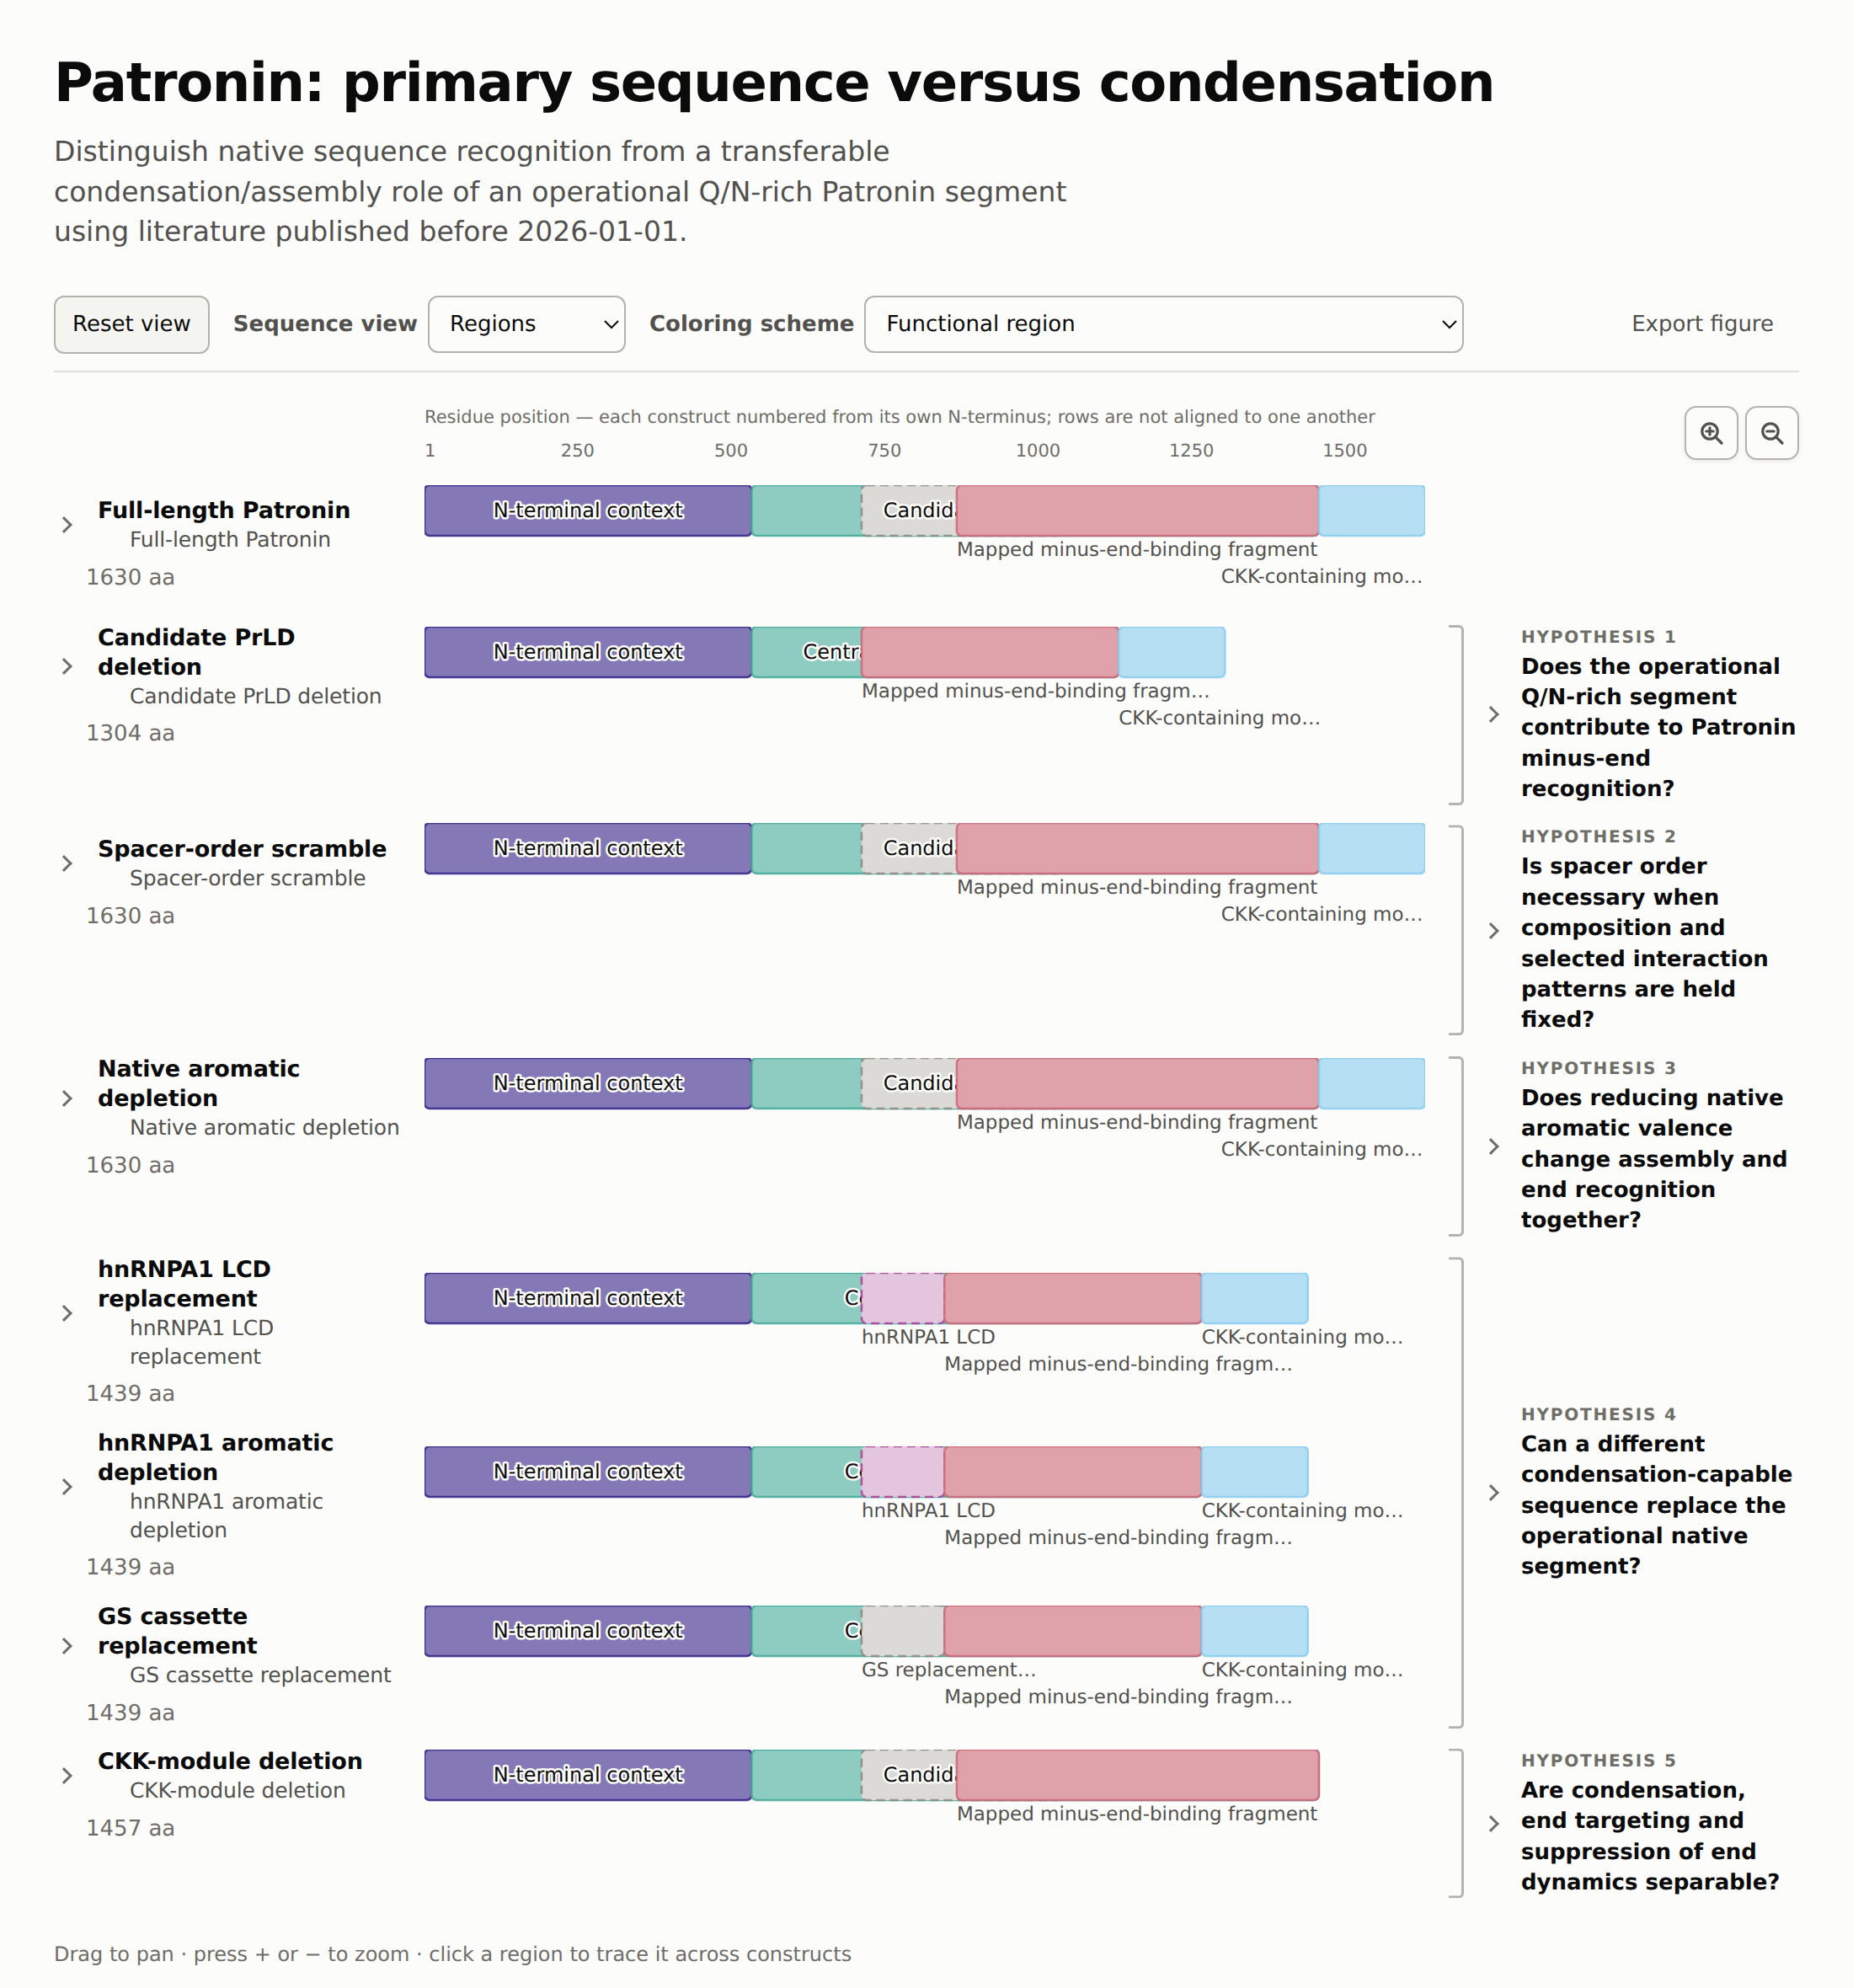 Patronin: primary sequence versus condensation
Distinguish native sequence recognition from a transferable
condensation/assembly role of an operational Q/N-rich Patronin segment
using literature published before 2026-01-01.
Reset view
Sequence view
Regions
Coloring scheme
Functional region
Export figure
Residue position — each construct numbered from its own N-terminus; rows are not aligned to one another
1 250 500 750 1000 1250 1500
Full-length Patronin
Full-length Patronin
1630 aa
N-terminal context
Candida
Mapped minus-end-binding fragment
CKK-containing mo…
Candidate PrLD
deletion
Candidate PrLD deletion
1304 aa
N-terminal context
Centra
Mapped minus-end-binding fragm…
CKK-containing mo…
HYPOTHESIS 1
Does the operational
Q/N-rich segment
contribute to Patronin
minus-end
recognition?
Spacer-order scramble
Spacer-order scramble
1630 aa
N-terminal context
Candida
Mapped minus-end-binding fragment
CKK-containing mo…
HYPOTHESIS 2
Is spacer order
necessary when
composition and
selected interaction
patterns are held
fixed?
Native aromatic
depletion
Native aromatic depletion
1630 aa
N-terminal context
Candida
Mapped minus-end-binding fragment
CKK-containing mo…
HYPOTHESIS 3
Does reducing native
aromatic valence
change assembly and
end recognition
together?
hnRNPA1 LCD
replacement
hnRNPA1 LCD
replacement
1439 aa
N-terminal context
Ce
hnRNPA1 LCD
CKK-containing mo…
Mapped minus-end-binding fragm…
hnRNPA1 aromatic
depletion
hnRNPA1 aromatic
depletion
1439 aa
N-terminal context
Ce
hnRNPA1 LCD
CKK-containing mo…
Mapped minus-end-binding fragm…
GS cassette
replacement
GS cassette replacement
1439 aa
N-terminal context
Ce
GS replacement…
CKK-containing mo…
Mapped minus-end-binding fragm…
HYPOTHESIS 4
Can a different
condensation-capable
sequence replace the
operational native
segment?
CKK-module deletion
CKK-module deletion
1457 aa
N-terminal context
Candida
Mapped minus-end-binding fragment
HYPOTHESIS 5
Are condensation,
end targeting and
suppression of end
dynamics separable?
Drag to pan · press + or − to zoom · click a region to trace it across constructs